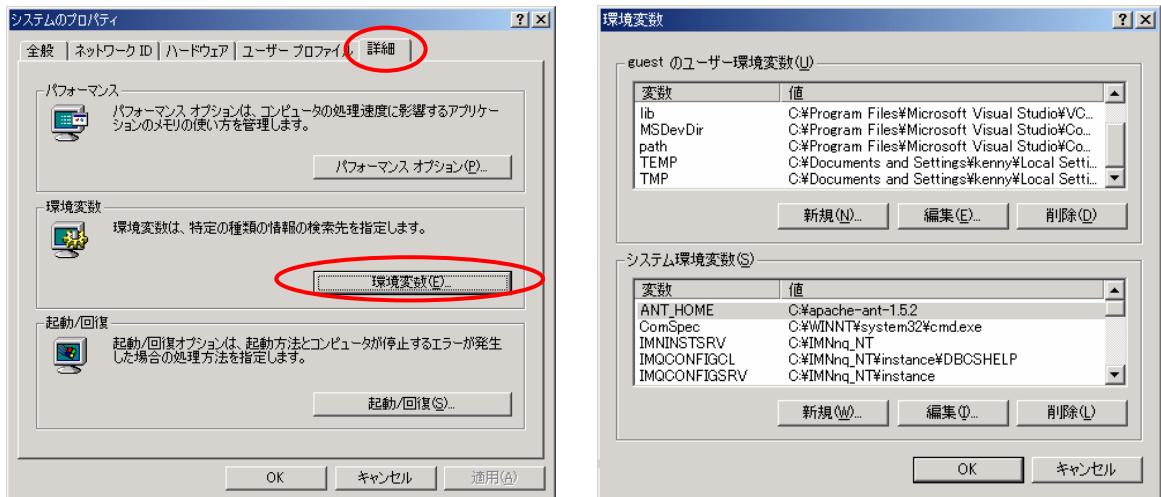 システムのプロパティ
全般 ネットワーク ID ハードウェア ユーザー プロファイル 詳細
パフォーマンス
パフォーマンス オプションは、コンピュータの処理速度に影響するアプリケー
ションのメモリの使い方を管理します。
パフォーマンス オプション(P)...
環境変数
環境変数は、特定の種類の情報の検索先を指定します。
環境変数(E)...
起動/回復
起動/回復オプションは、起動方法とコンピュータが停止するエラーが発生
した場合の処理方法を指定します。
起動/回復(S)...
OK キャンセル 適用(A)
環境変数
guest のユーザー環境変数(U)
変数 値
lib C:¥Program Files¥Microsoft Visual Studio¥VC...
MSDevDir C:¥Program Files¥Microsoft Visual Studio¥Co...
path C:¥Program Files¥Microsoft Visual Studio¥Co...
TEMP C:¥Documents and Settings¥kenny¥Local Setti...
TMP C:¥Documents and Settings¥kenny¥Local Setti...
新規(N)... 編集(E)... 削除(D)
システム環境変数(S)
変数 値
ANT_HOME C:¥apache-ant-1.5.2
ComSpec C:¥WINNT¥system32¥cmd.exe
IMNINSTSRV C:¥IMNnq_NT
IMQCONFIGCL C:¥IMNnq_NT¥instance¥DBCSHELP
IMQCONFIGSRV C:¥IMNnq_NT¥instance
新規(W)... 編集(I)... 削除(L)
OK キャンセル